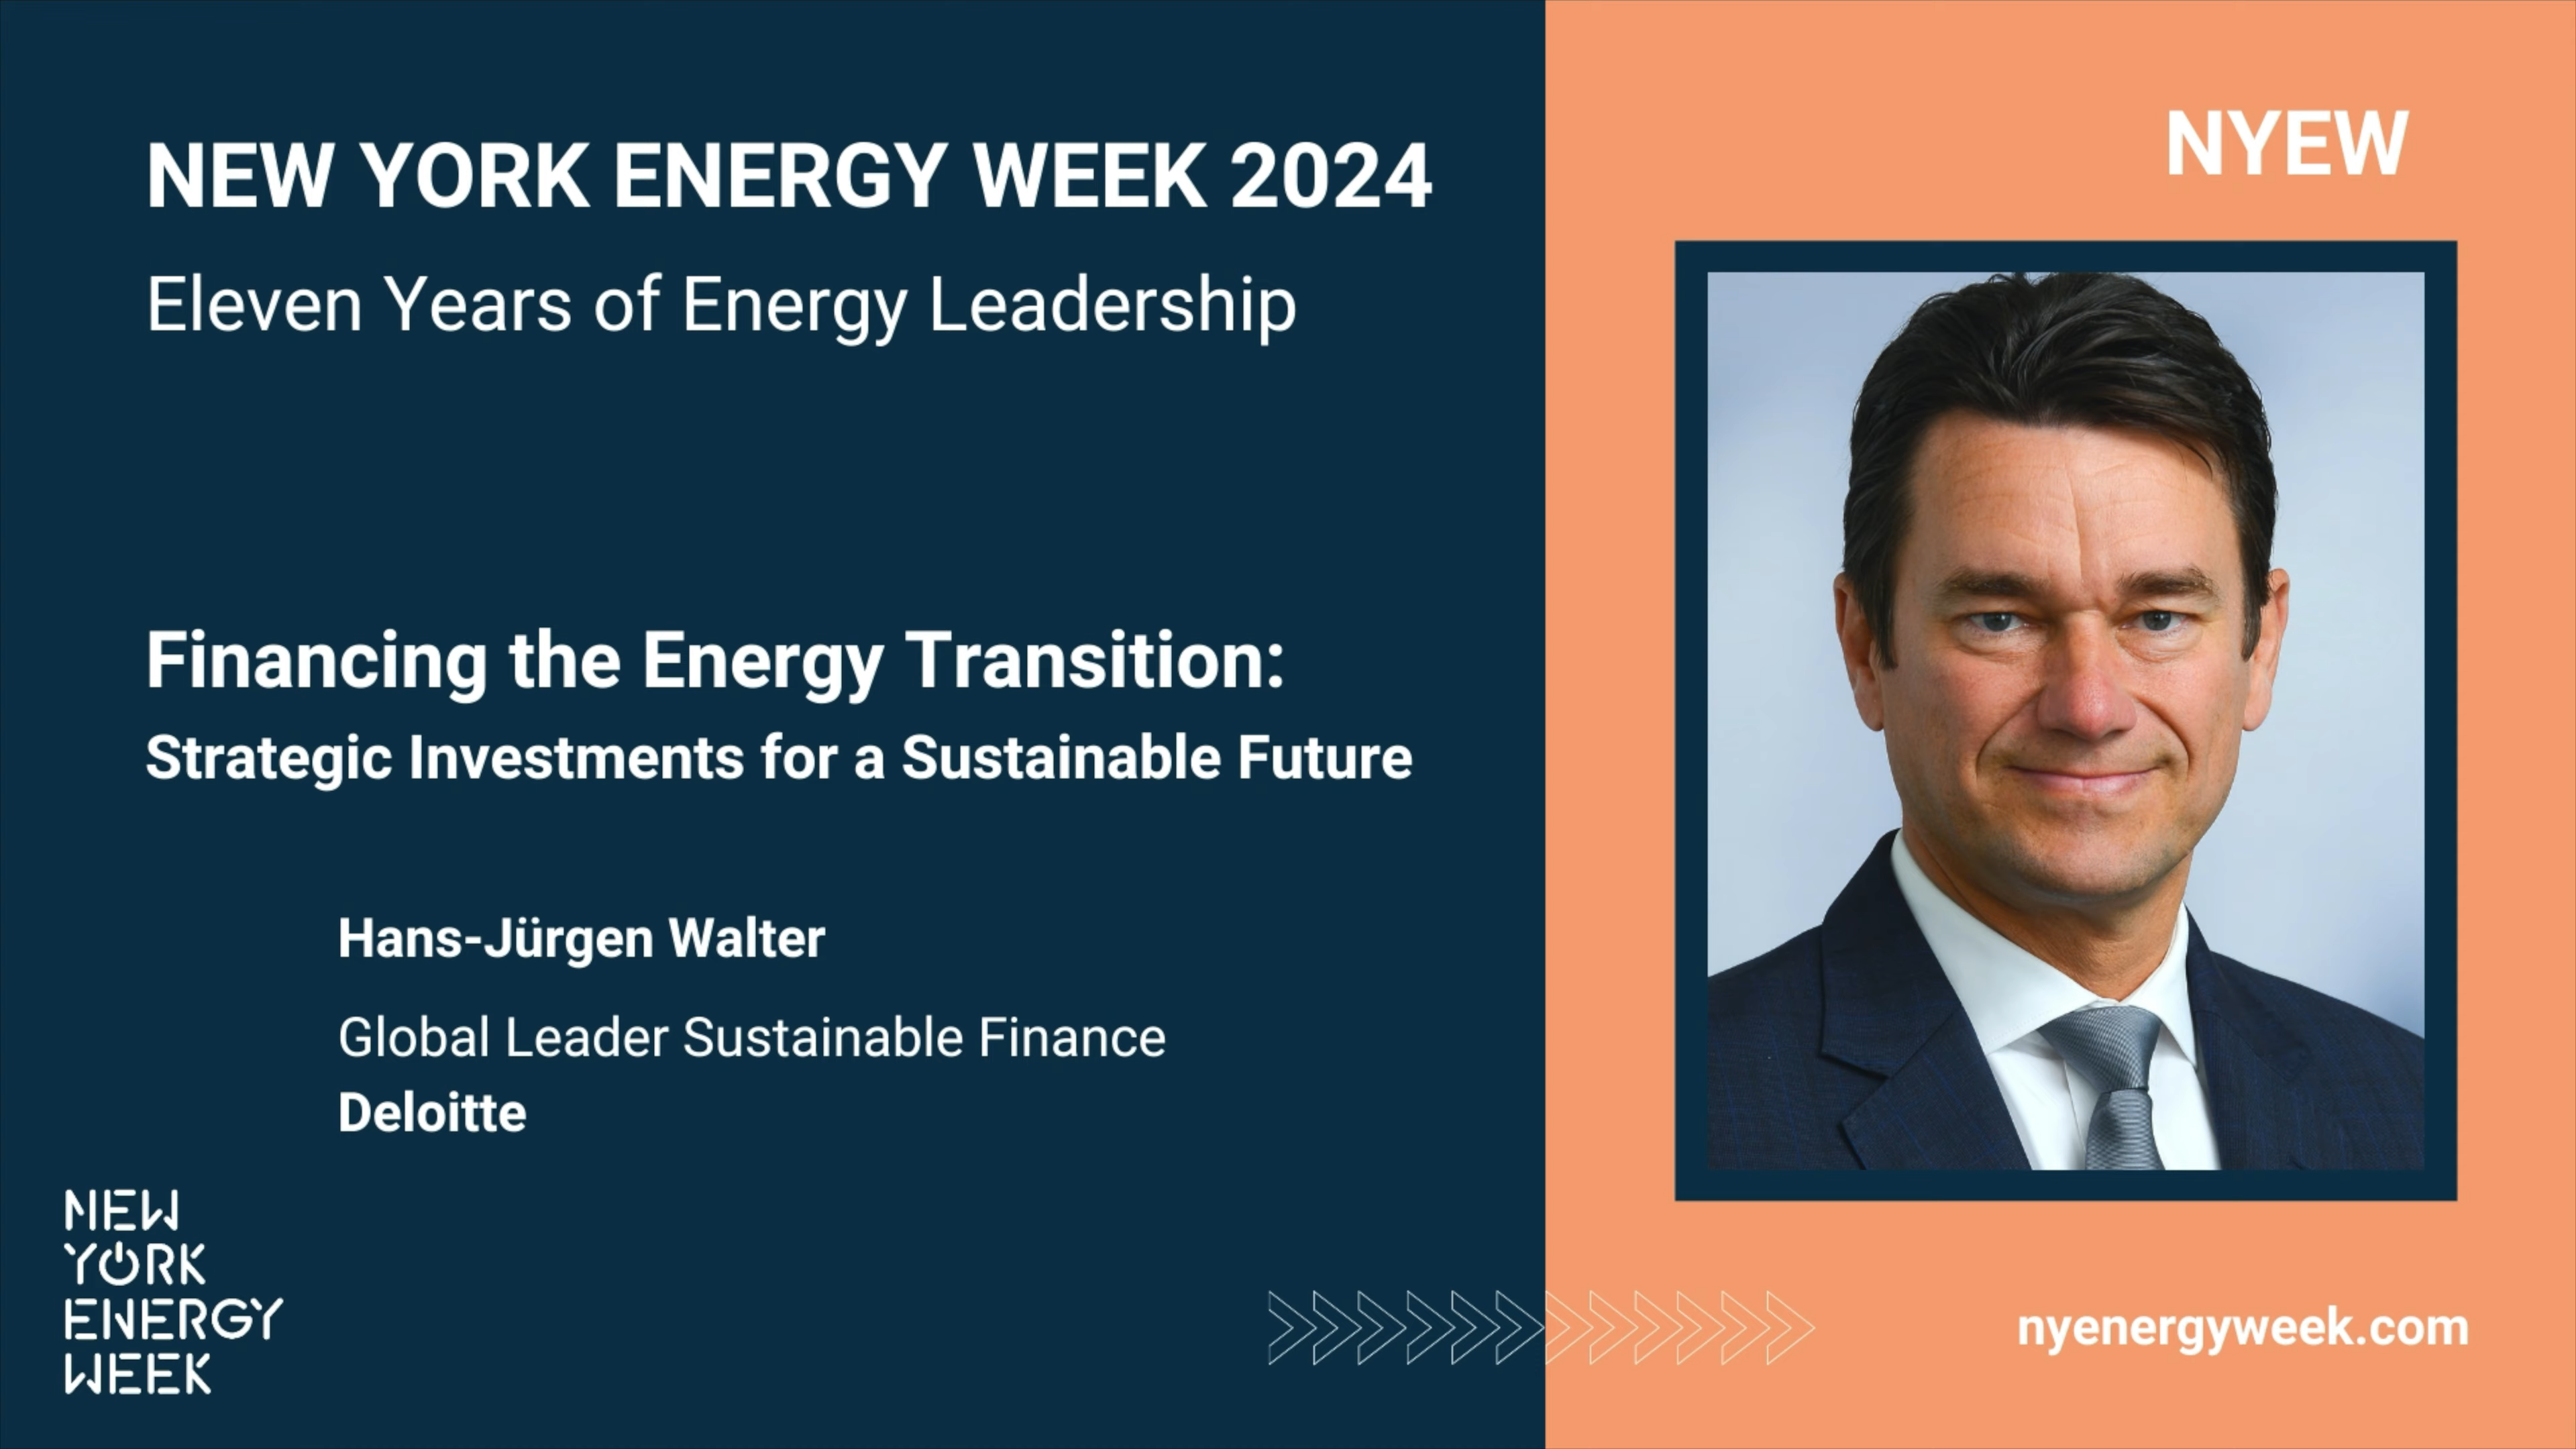 NEW YORK ENERGY WEEK 2024
Eleven Years of Energy Leadership
Financing the Energy Transition:
Strategic Investments for a Sustainable Future
Hans-Jürgen Walter
Global Leader Sustainable Finance
Deloitte
NEW
YORK
ENERGY
WEEK
NYEW
nyenergyweek.com